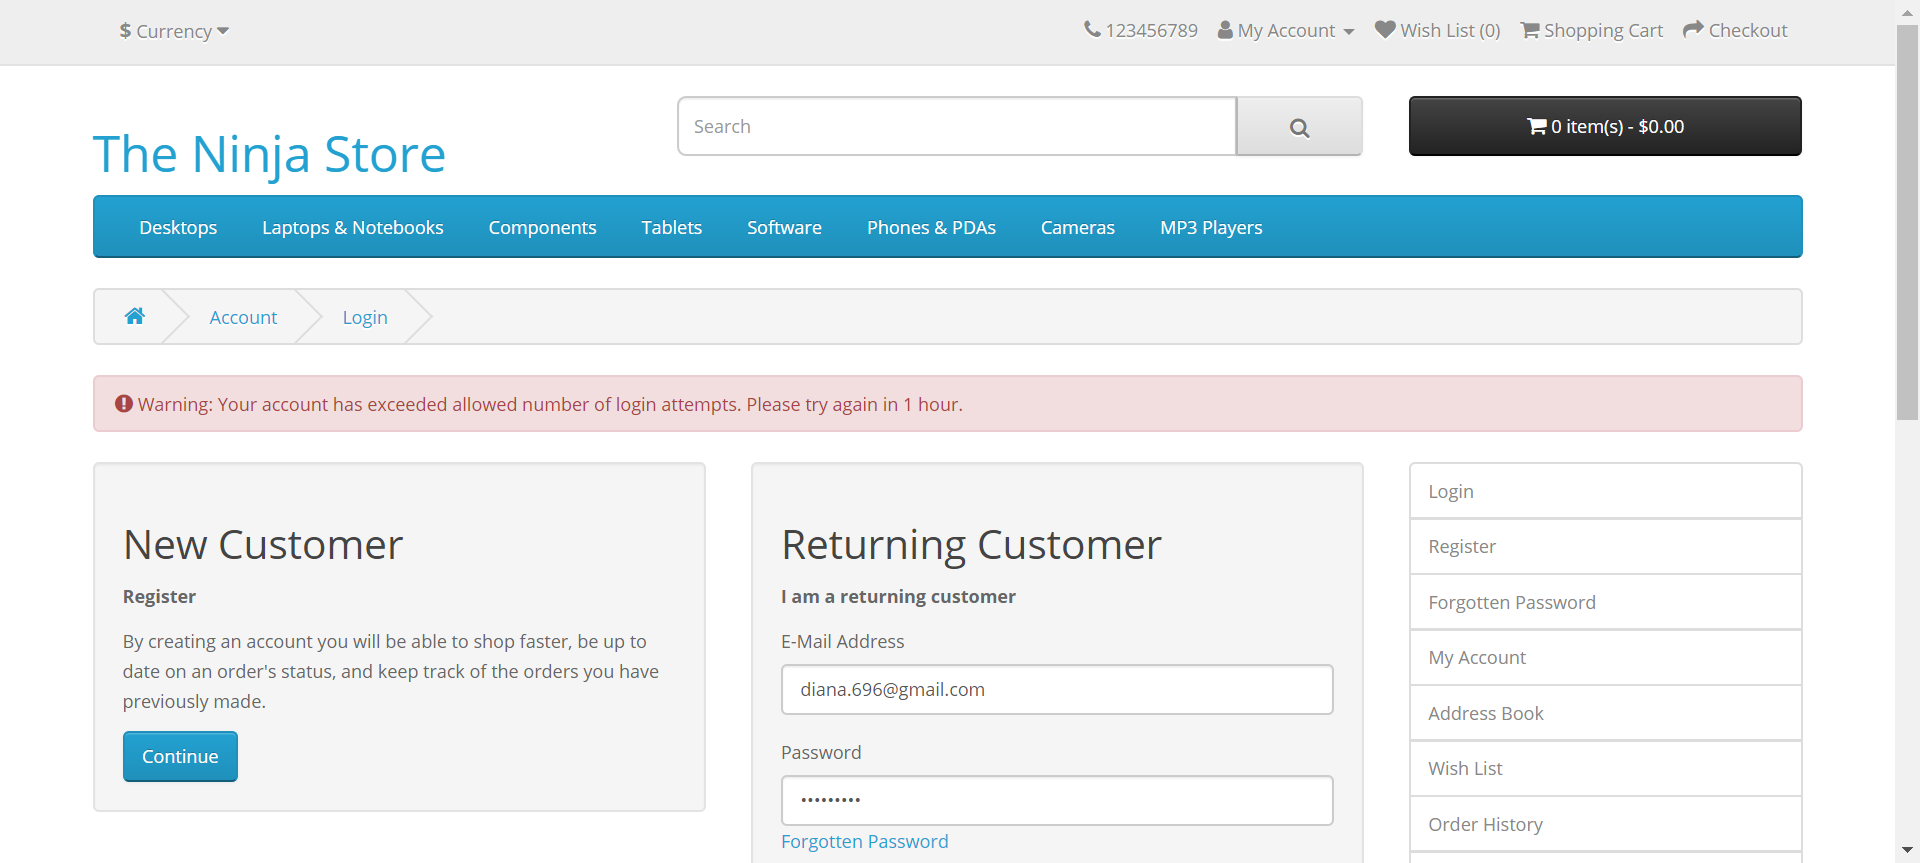 $ Currency
123456789 My Account Wish List (0) Shopping Cart Checkout
The Ninja Store
Search
0 item(s) - $0.00
Desktops Laptops & Notebooks Components Tablets Software Phones & PDAs Cameras MP3 Players
Account Login
Warning: Your account has exceeded allowed number of login attempts. Please try again in 1 hour.
New Customer
Register
By creating an account you will be able to shop faster, be up to
date on an order's status, and keep track of the orders you have
previously made.
Continue
Returning Customer
I am a returning customer
E-Mail Address
diana.696@gmail.com
Password
•••••••••
Forgotten Password
Login
Register
Forgotten Password
My Account
Address Book
Wish List
Order History